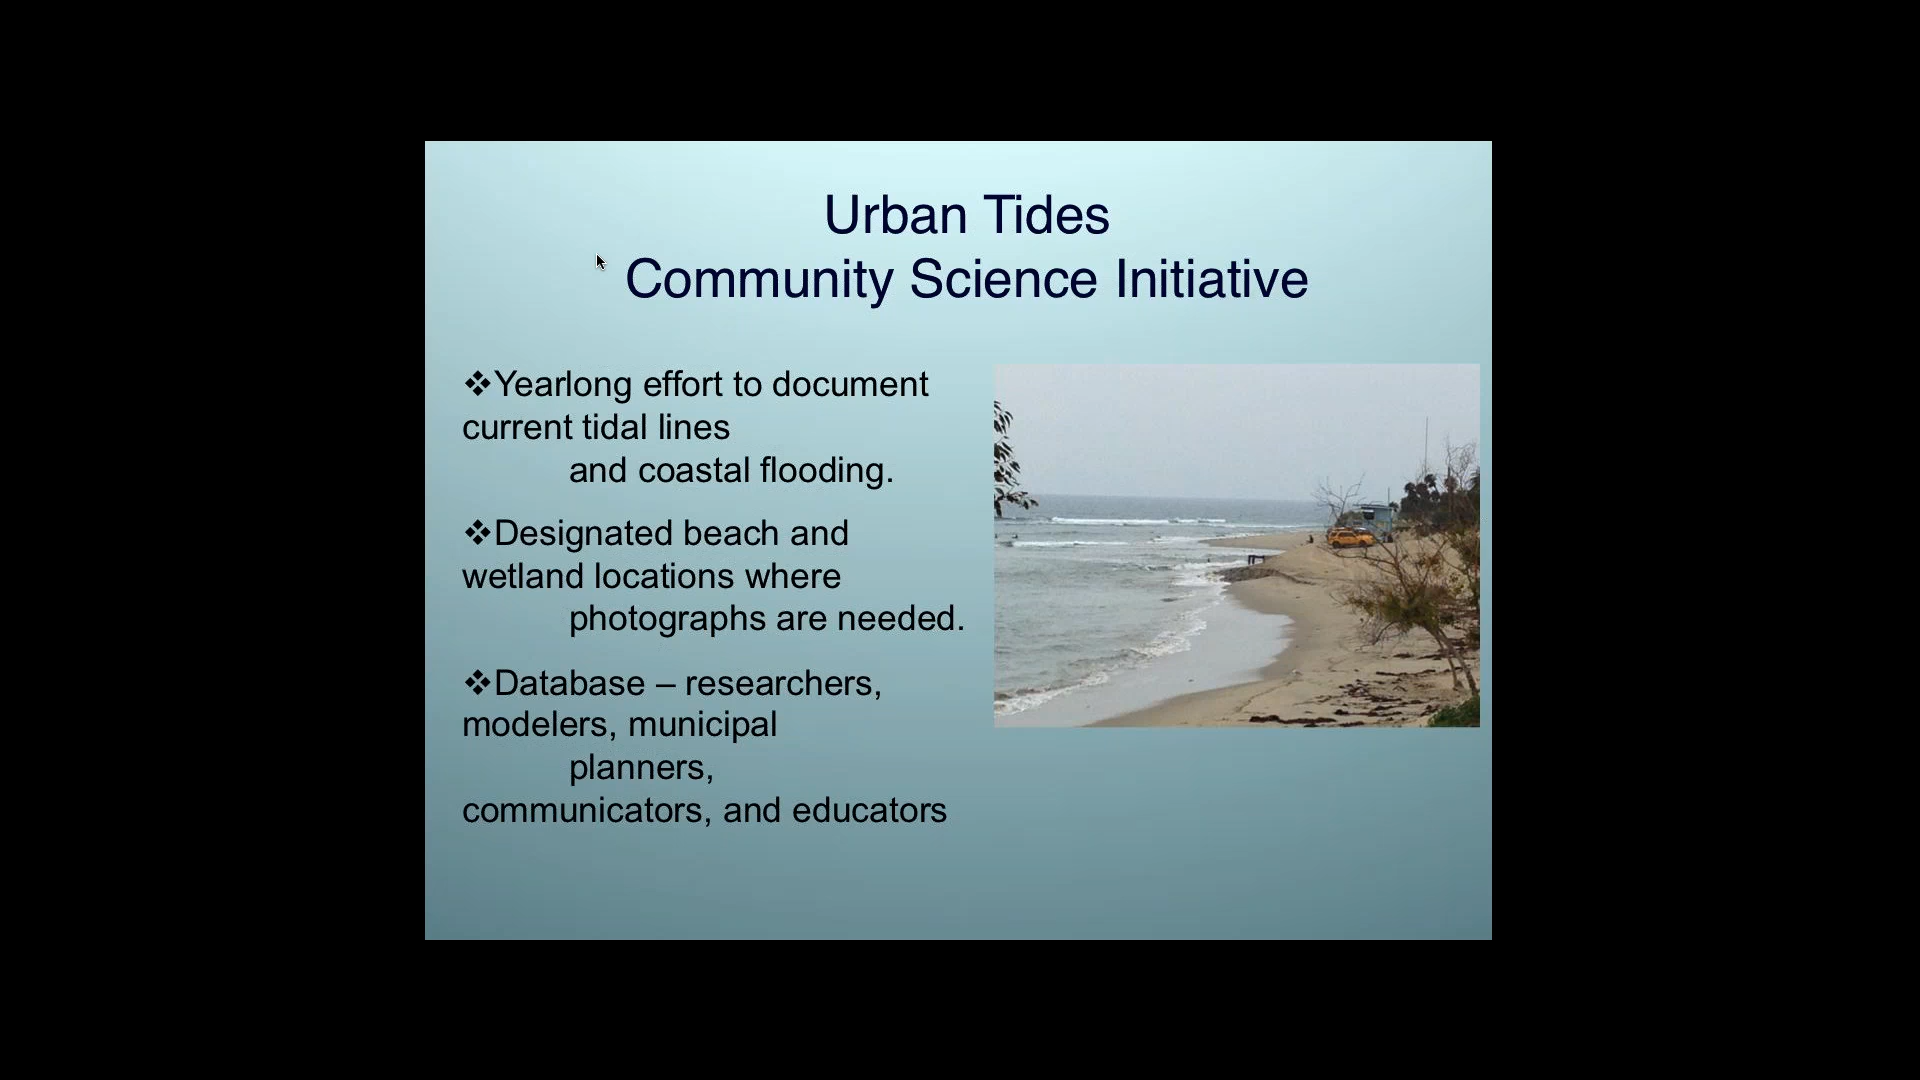 Urban Tides
Community Science Initiative
❖Yearlong effort to document
current tidal lines
and coastal flooding.
❖Designated beach and
wetland locations where
photographs are needed.
❖Database – researchers,
modelers, municipal
planners,
communicators, and educators